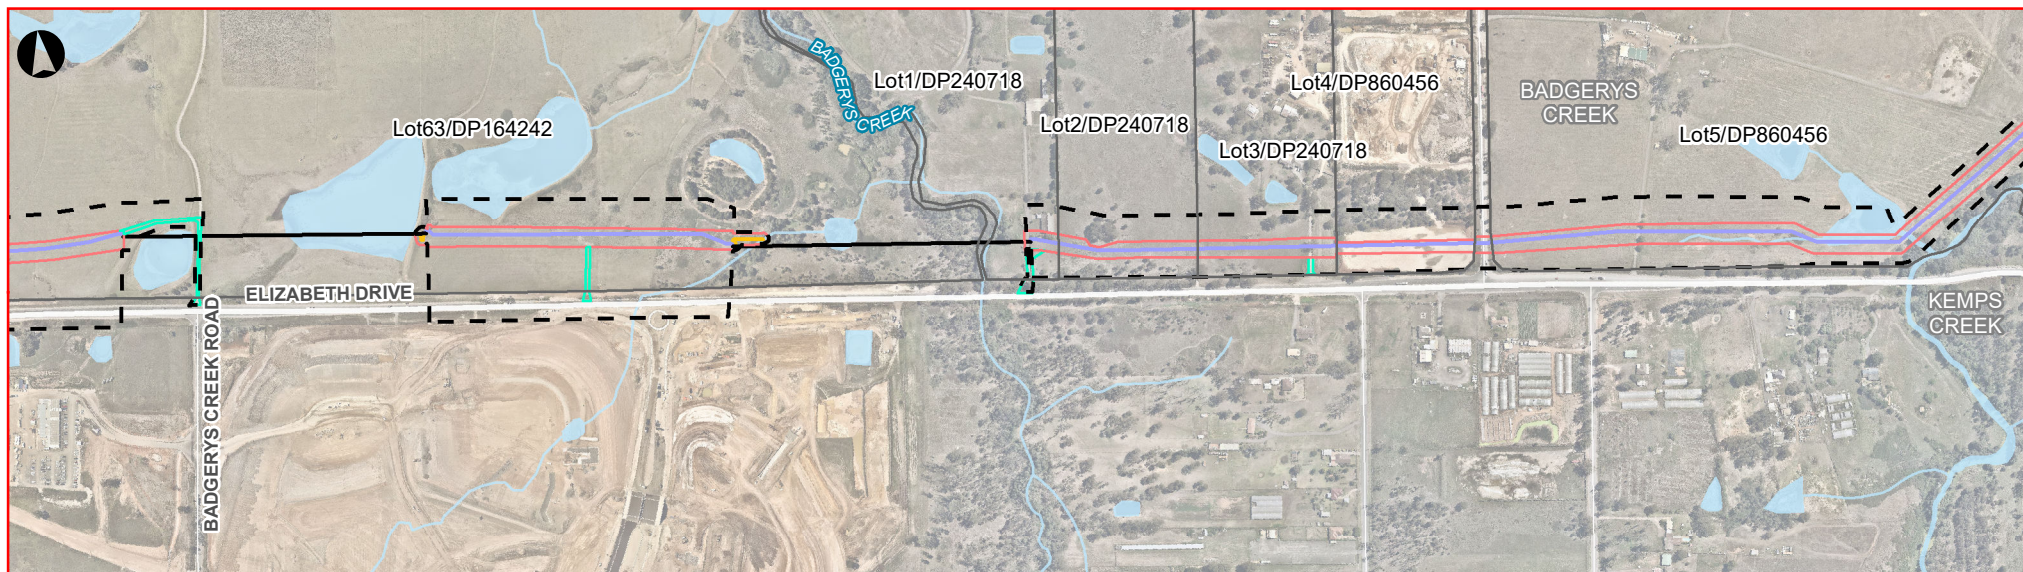 BADGERYS
CREEK
Lot1/DP240718
Lot4/DP860456
BADGERYS
CREEK
Lot63/DP164242
Lot2/DP240718
Lot3/DP240718
Lot5/DP860456
ELIZABETH DRIVE
BADGERYS CREEK ROAD
KEMPS
CREEK